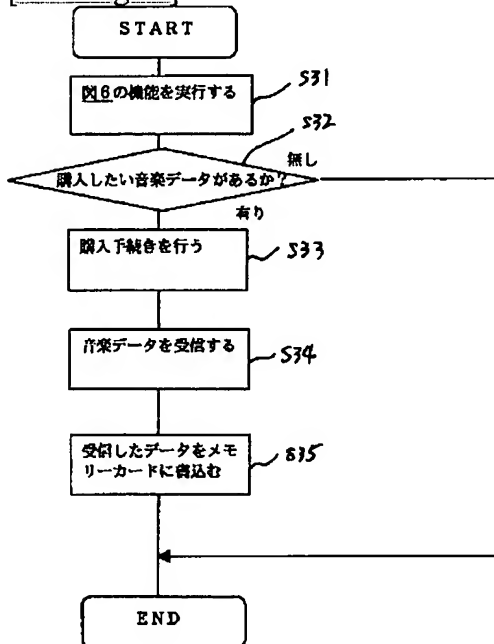 START
図6の機能を実行する
S31
S32
無し
購入したい音楽データがあるか?
有り
購入手続きを行う
S33
音楽データを受信する
S34
受信したデータをメモ
リーカードに書込む
S35
END